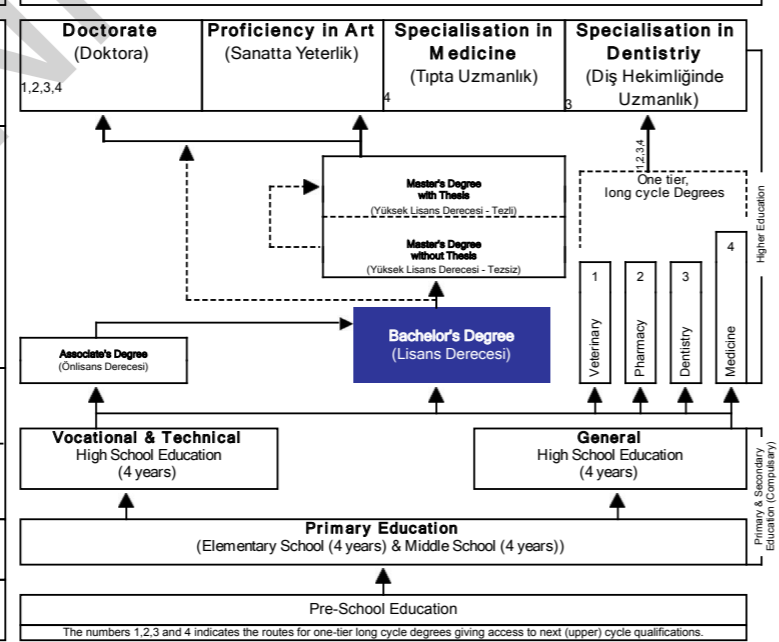 Doctorate
(Doktora)
1,2,3,4
Proficiency in Art
(Sanatta Yeterlik)
Specialisation in
Medicine
(Tıpta Uzmanlık)
4
Specialisation in
Dentistriy
(Diş Hekimliğinde
Uzmanlık)
3
1,2,3,4
One tier,
long cycle Degrees
Higher Education
Master's Degree
with Thesis
(Yüksek Lisans Derecesi - Tezli)
Master's Degree
without Thesis
(Yüksek Lisans Derecesi - Tezsiz)
Associate's Degree
(Önlisans Derecesi)
Bachelor's Degree
(Lisans Derecesi)
1
Veterinary
2
Pharmacy
3
Dentistry
4
Medicine
Vocational & Technical
High School Education
(4 years)
General
High School Education
(4 years)
Primary & Secondary
Education (Compulsary)
Primary Education
(Elementary School (4 years) & Middle School (4 years))
Pre-School Education
The numbers 1,2,3 and 4 indicates the routes for one-tier long cycle degrees giving access to next (upper) cycle qualifications.